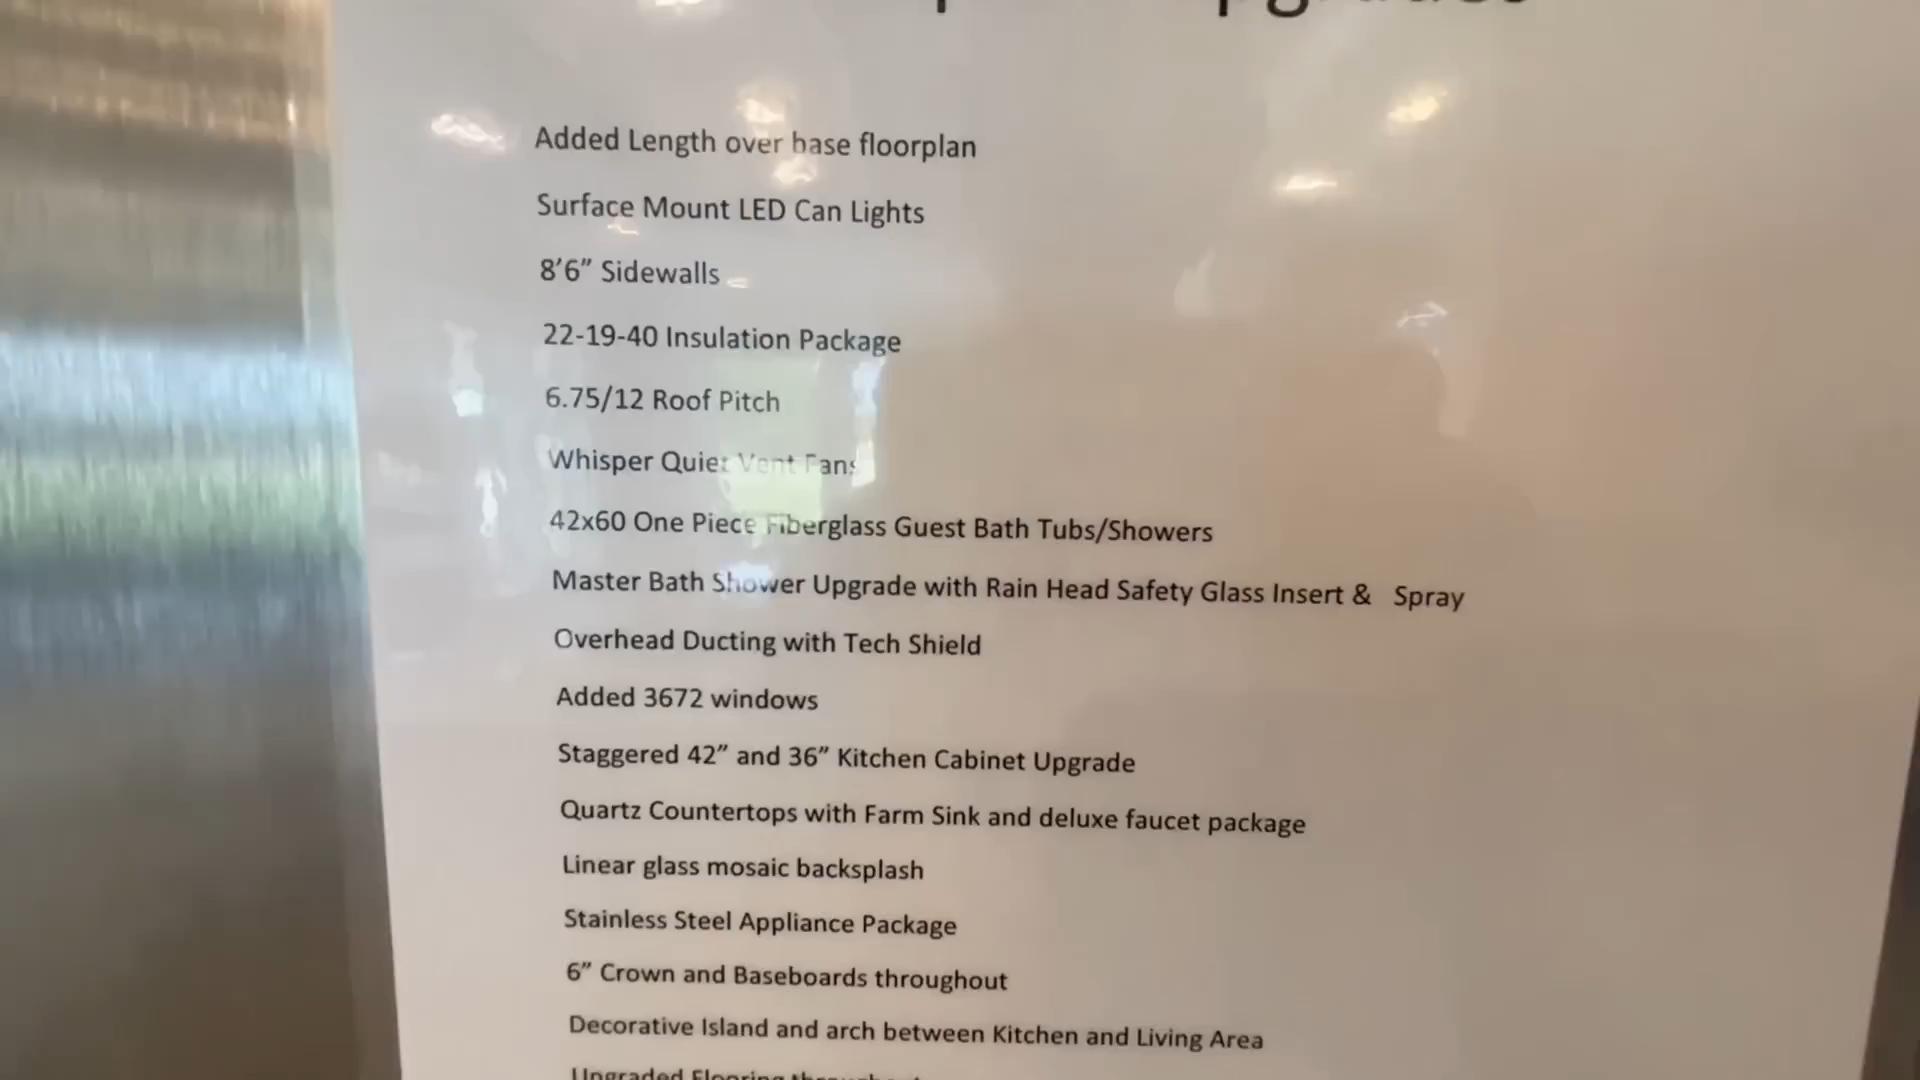 Added Length over base floorplan
Surface Mount LED Can Lights
8’6” Sidewalls
22-19-40 Insulation Package
6.75/12 Roof Pitch
Whisper Quiet Vent Fans
42x60 One Piece Fiberglass Guest Bath Tubs/Showers
Master Bath Shower Upgrade with Rain Head Safety Glass Insert & Spray
Overhead Ducting with Tech Shield
Added 3672 windows
Staggered 42” and 36” Kitchen Cabinet Upgrade
Quartz Countertops with Farm Sink and deluxe faucet package
Linear glass mosaic backsplash
Stainless Steel Appliance Package
6” Crown and Baseboards throughout
Decorative Island and arch between Kitchen and Living Area
Upgraded Flooring throughout